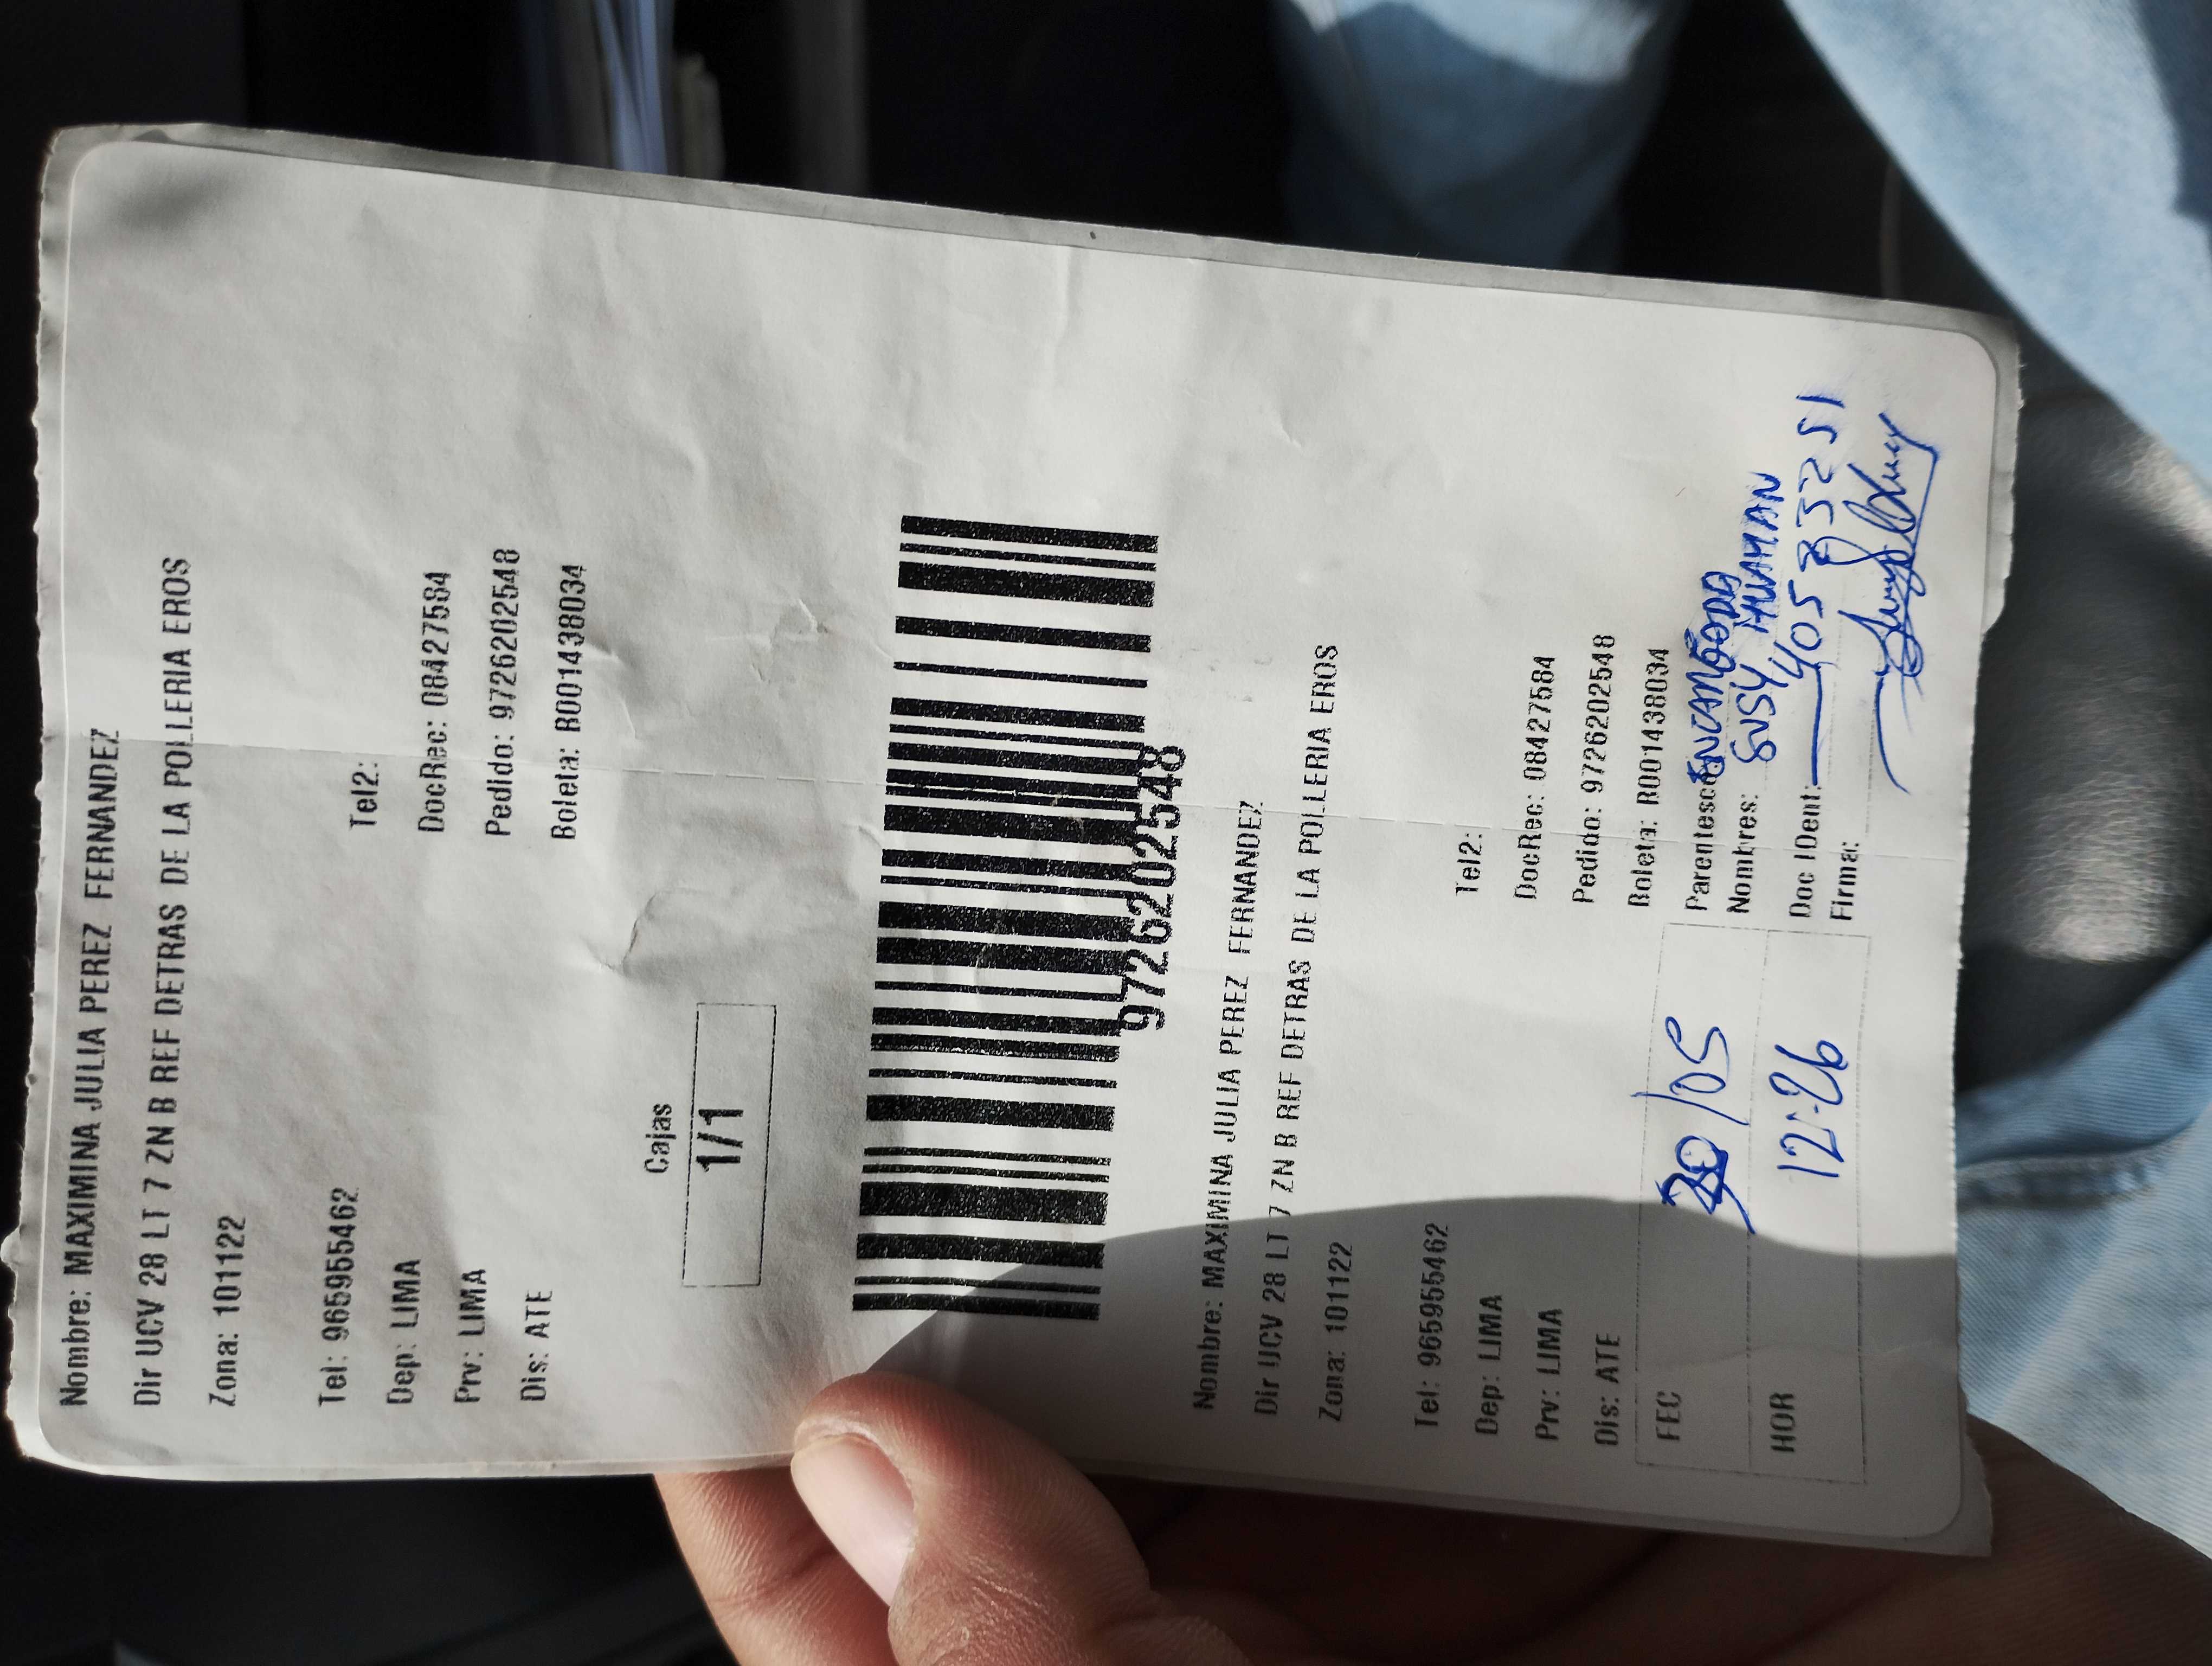 Nombre: MAXIMINA JULIA PEREZ FERNANDEZ
Dir UCV 28 LT 7 ZN B REF DETRAS DE LA POLLERIA EROS
Zona: 101122
Tel: 965955462 Tel2:
Dep: LIMA DocRec: 08427584
Prv: LIMA Pedido: 9726202548
Dis: ATE Boleta: B001438034
Cajas
1/1
9726202548
Nombre: MAXIMINA JULIA PEREZ FERNANDEZ
Dir UCV 28 LT 7 ZN B REF DETRAS DE LA POLLERIA EROS
Zona: 101122
Tel: 965955462 Tel2:
Dep: LIMA DocRec: 08427584
Prv: LIMA Pedido: 9726202548
Dis: ATE Boleta: B001438034
FEC 30/05 Parentesco ENCARGADA
Nombres: SUSY HUAMAN
HOR 12:26 Doc IDent:
Firma: